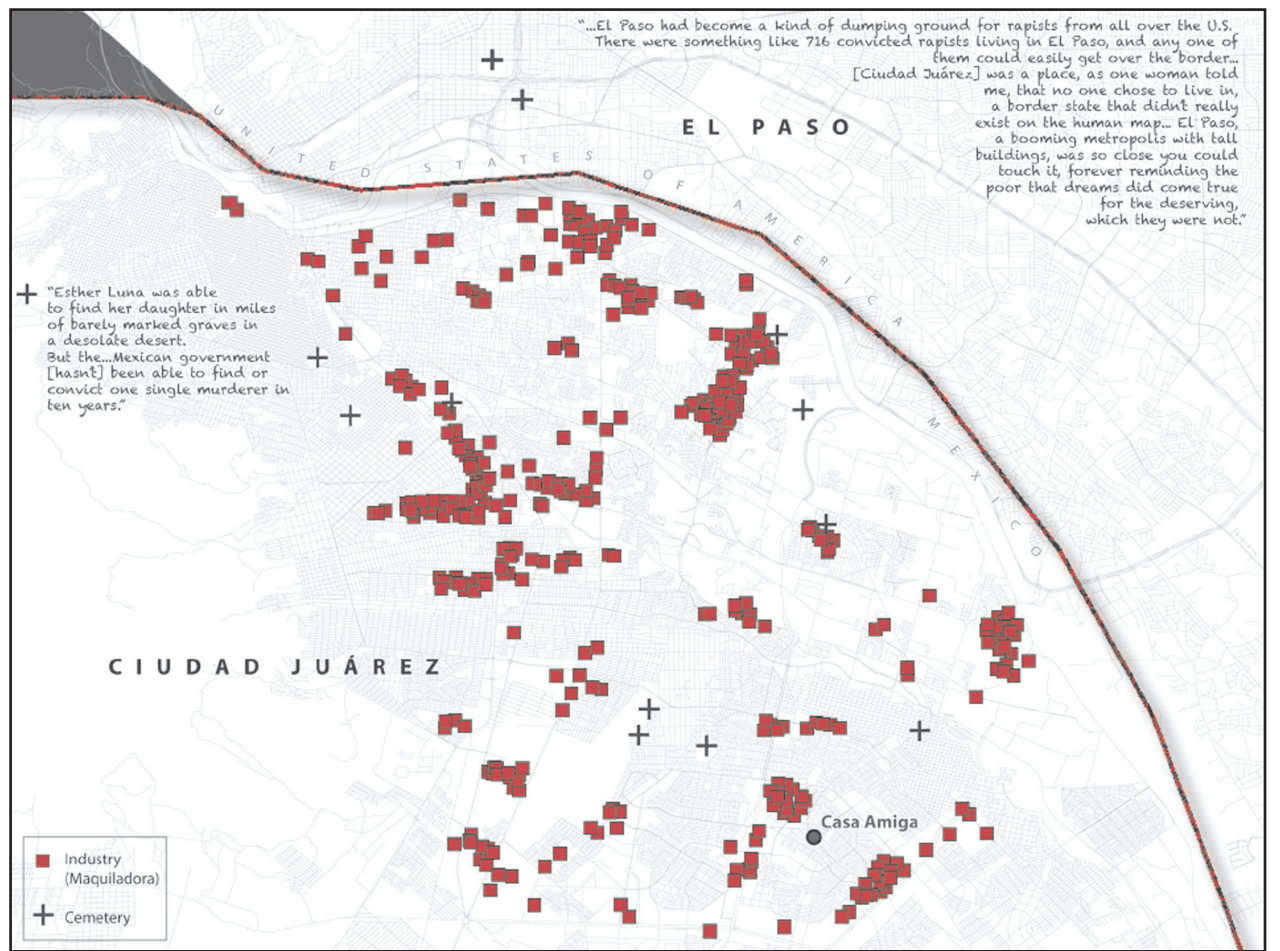 “...El Paso had become a kind of dumping ground for rapists from all over the U.S.
There were something like 716 convicted rapists living in El Paso, and any one of
them could easily get over the border...
[Ciudad Juárez] was a place, as one woman told
me, that no one chose to live in,
a border state that didn't really
exist on the human map... El Paso,
a booming metropolis with tall
buildings, was so close you could
touch it, forever reminding the
poor that dreams did come true
for the deserving,
which they were not.”
EL PASO
UNITED STATES OF AMERICA
MEXICO
“Esther Luna was able
to find her daughter in miles
of barely marked graves in
a desolate desert.
But the...Mexican government
[hasn't] been able to find or
convict one single murderer in
ten years.”
CIUDAD JUÁREZ
Casa Amiga
Industry
(Maquiladora)
Cemetery